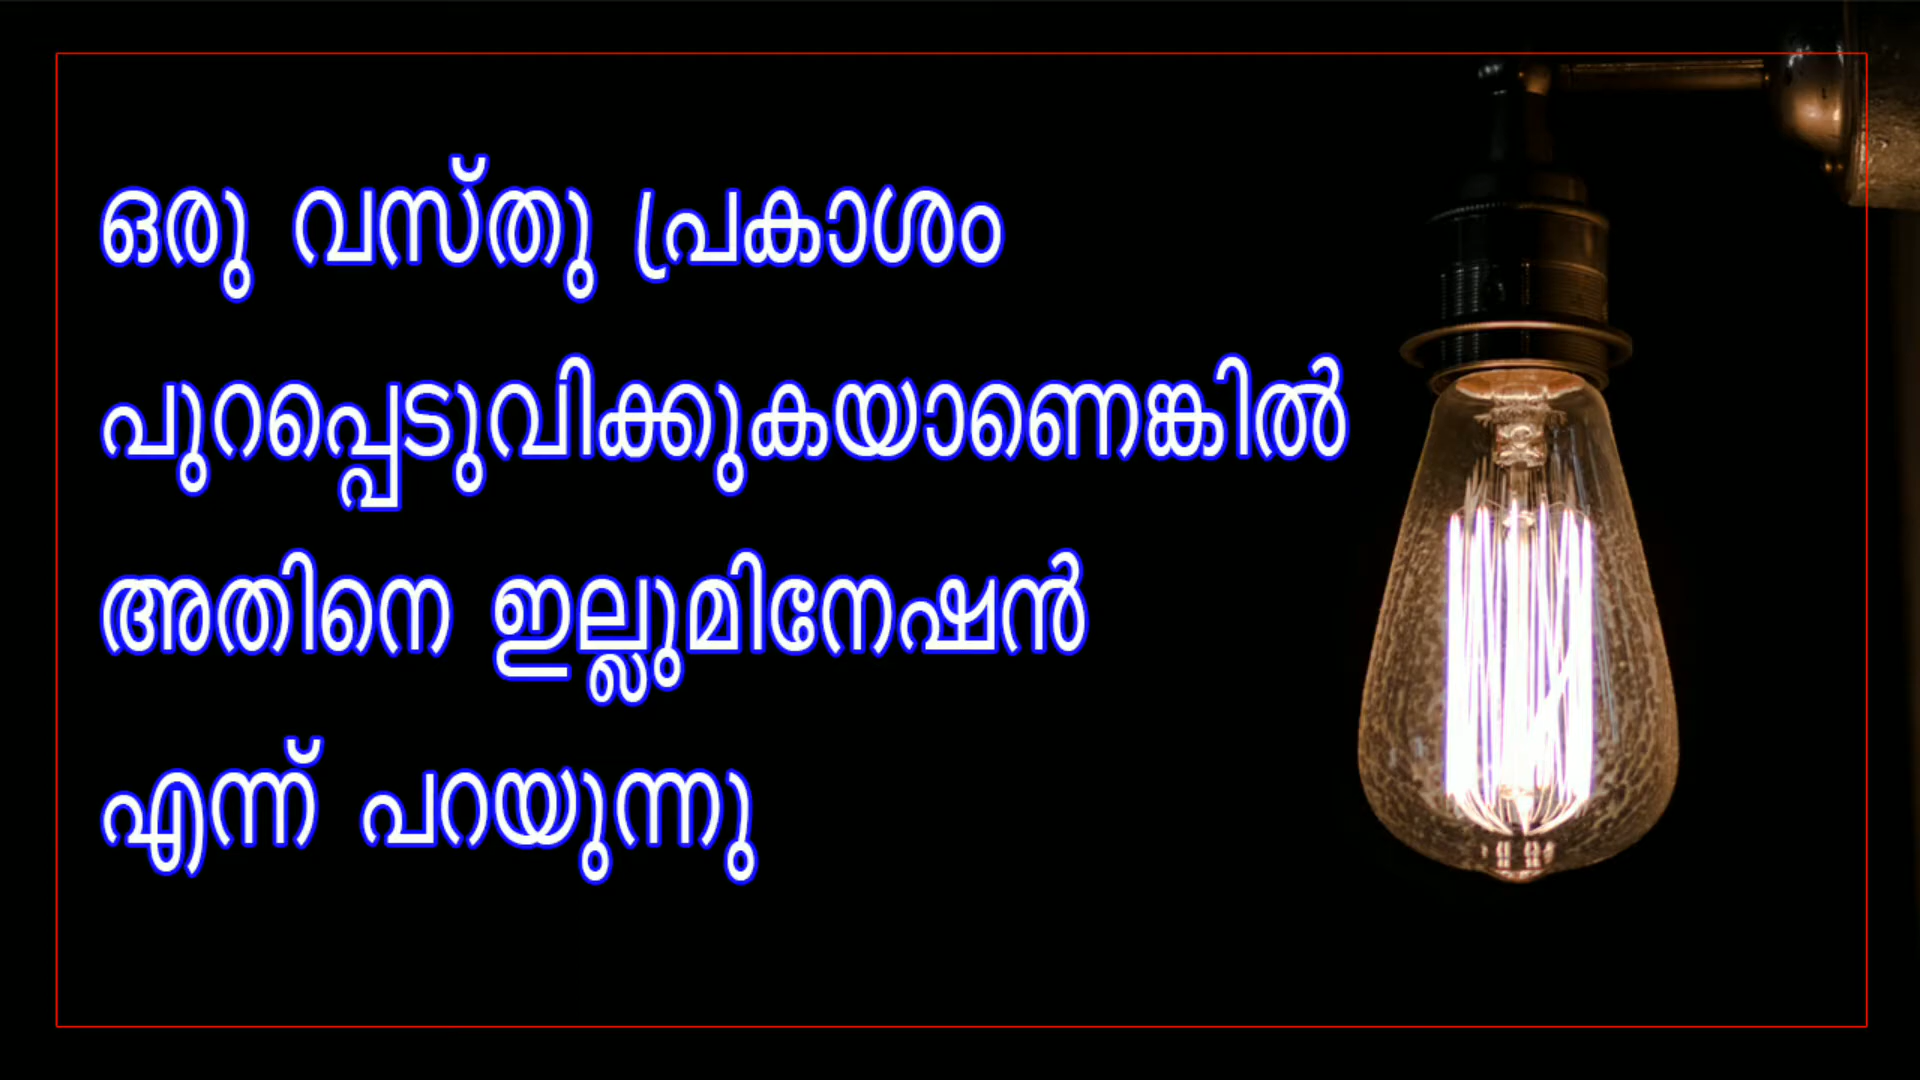 ഒരു വസ്തു പ്രകാശം
പുറപ്പെടുവിക്കുകയാണെങ്കിൽ
അതിനെ ഇല്ലുമിനേഷൻ
എന്ന് പറയുന്നു